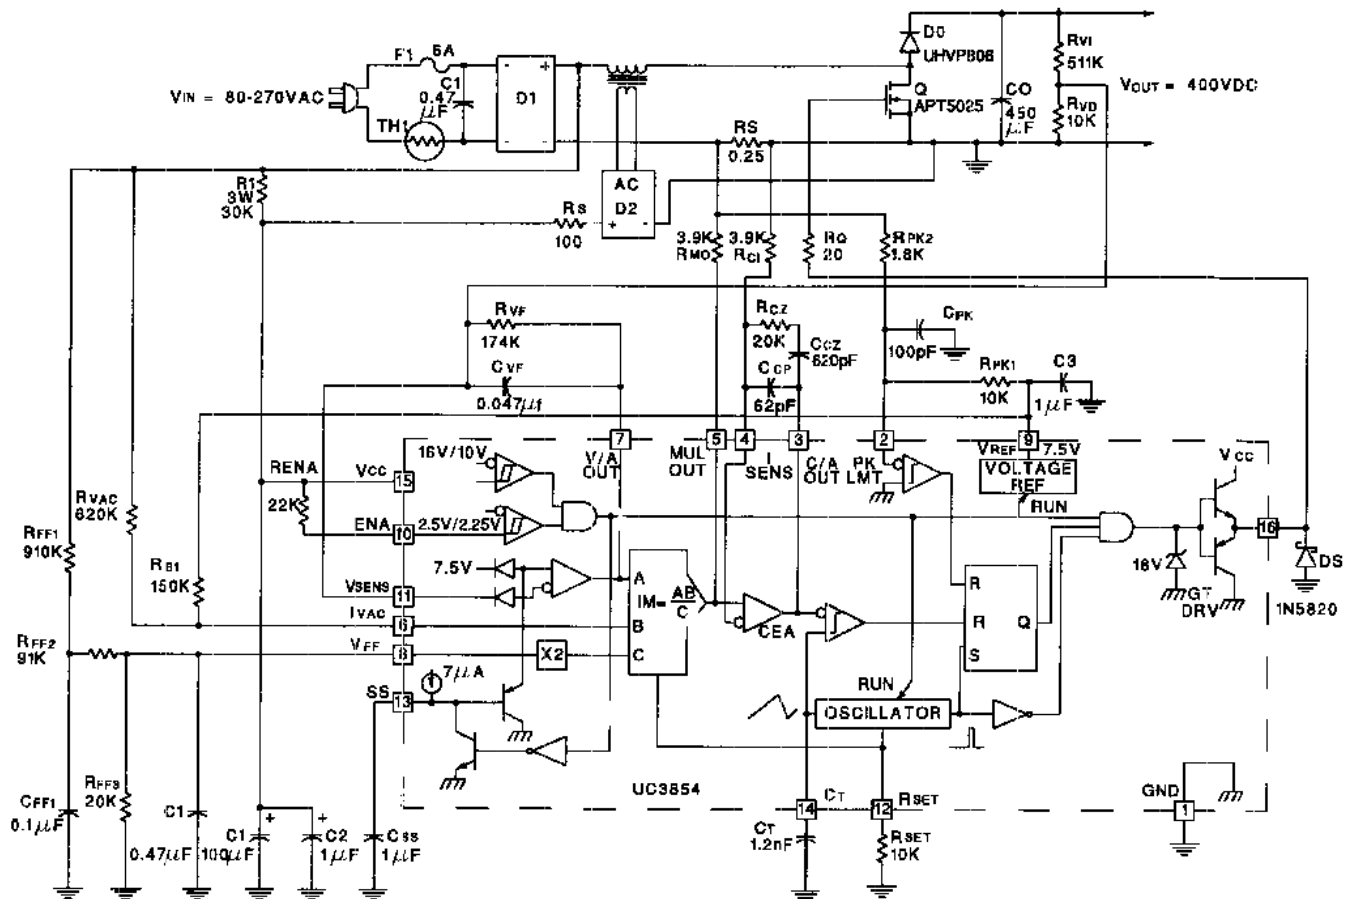 F1
6A
C1
0.47
μF
TH1
D1
VIN = 80-270VAC
DO
UHVP806
Q
APT5025
CO
450
μF
RVI
511K
RVD
10K
VOUT = 400VDC
RS
0.25
R1
3W
30K
AC
D2
+ -
RS
100
3.9K
RMO
3.9K
RCI
RQ
20
RPK2
1.8K
RVF
174K
CVF
0.047μf
RCZ
20K
CCZ
620pF
CCP
62pF
CPK
100pF
RPK1
10K
C3
1μF
7
5
4
3
2
9
V/A
OUT
MUL
OUT
I
SENS
C/A
OUT
PK
LMT
VREF
7.5V
VOLTAGE
REF
RUN
VCC
RENA
22K
VCC
15
16V/10V
ENA
10
2.5V/2.25V
RVAC
620K
RFF1
910K
RB1
150K
7.5V
VSENS
11
IVAC
6
VFF
8
X2
A
B
C
IM= AB/C
CEA
R
R
S
Q
16
18V
GT
DRV
DS
1N5820
RFF2
91K
7μA
SS
13
RUN
OSCILLATOR
UC3854
CT
14
12
RSET
GND
1
CFF1
0.1μF
RFF3
20K
C1
0.47μF
C1
100μF
+
C2
1μF
+
CSS
1μF
CT
1.2nF
RSET
10K